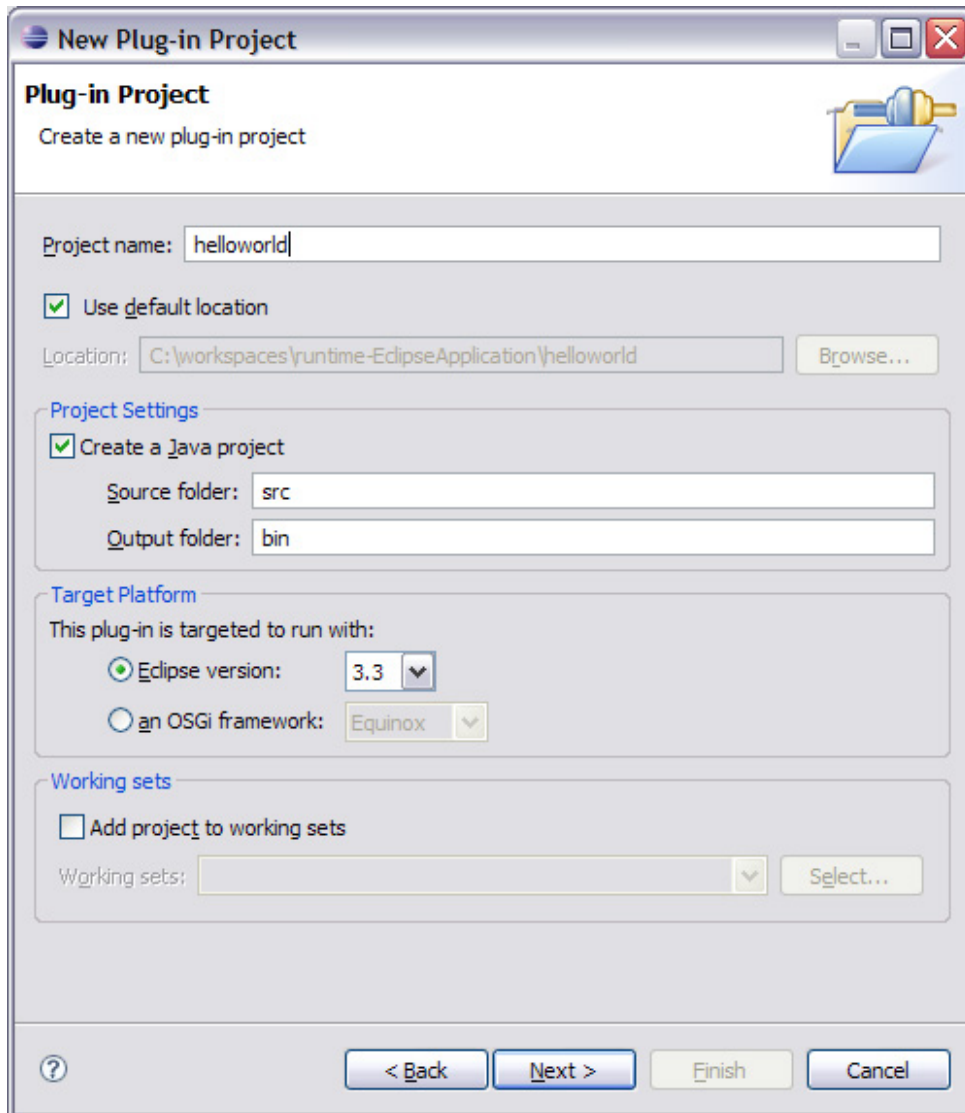 New Plug-in Project
Plug-in Project
Create a new plug-in project
Project name: helloworld
Use default location
Location: C:\workspaces\runtime-EclipseApplication\helloworld Browse...
Project Settings
Create a Java project
Source folder: src
Output folder: bin
Target Platform
This plug-in is targeted to run with:
Eclipse version: 3.3
an OSGi framework: Equinox
Working sets
Add project to working sets
Working sets: Select...
? < Back Next > Finish Cancel